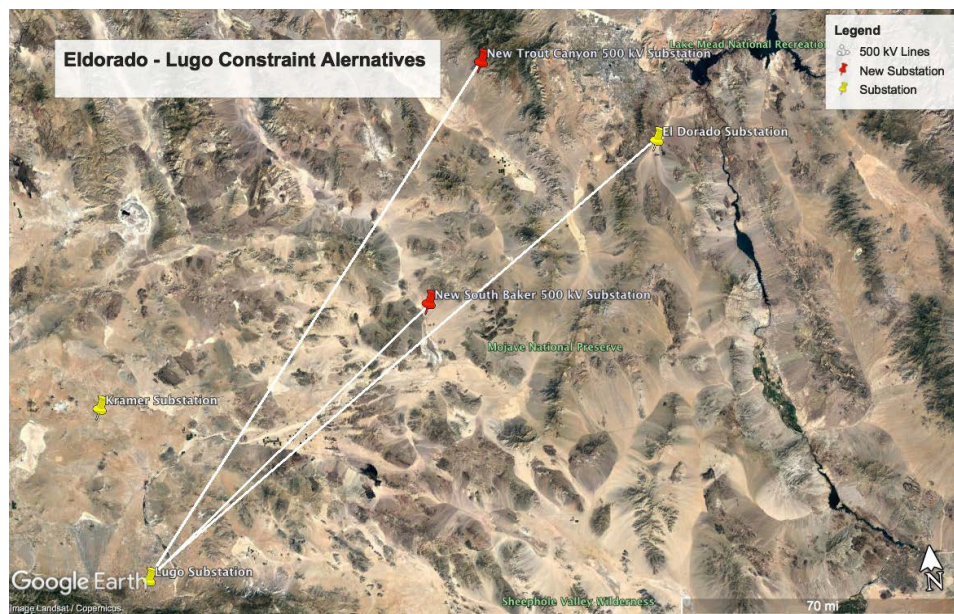 Eldorado - Lugo Constraint Alernatives
New Trout Canyon 500 kV Substation
Lake Mead National Recreation
Legend
500 kV Lines
New Substation
Substation
El Dorado Substation
New South Baker 500 kV Substation
Mojave National Preserve
Kramer Substation
Lugo Substation
Google Earth
Image Landsat / Copernicus
Sheephole Valley Wilderness
70 mi
N